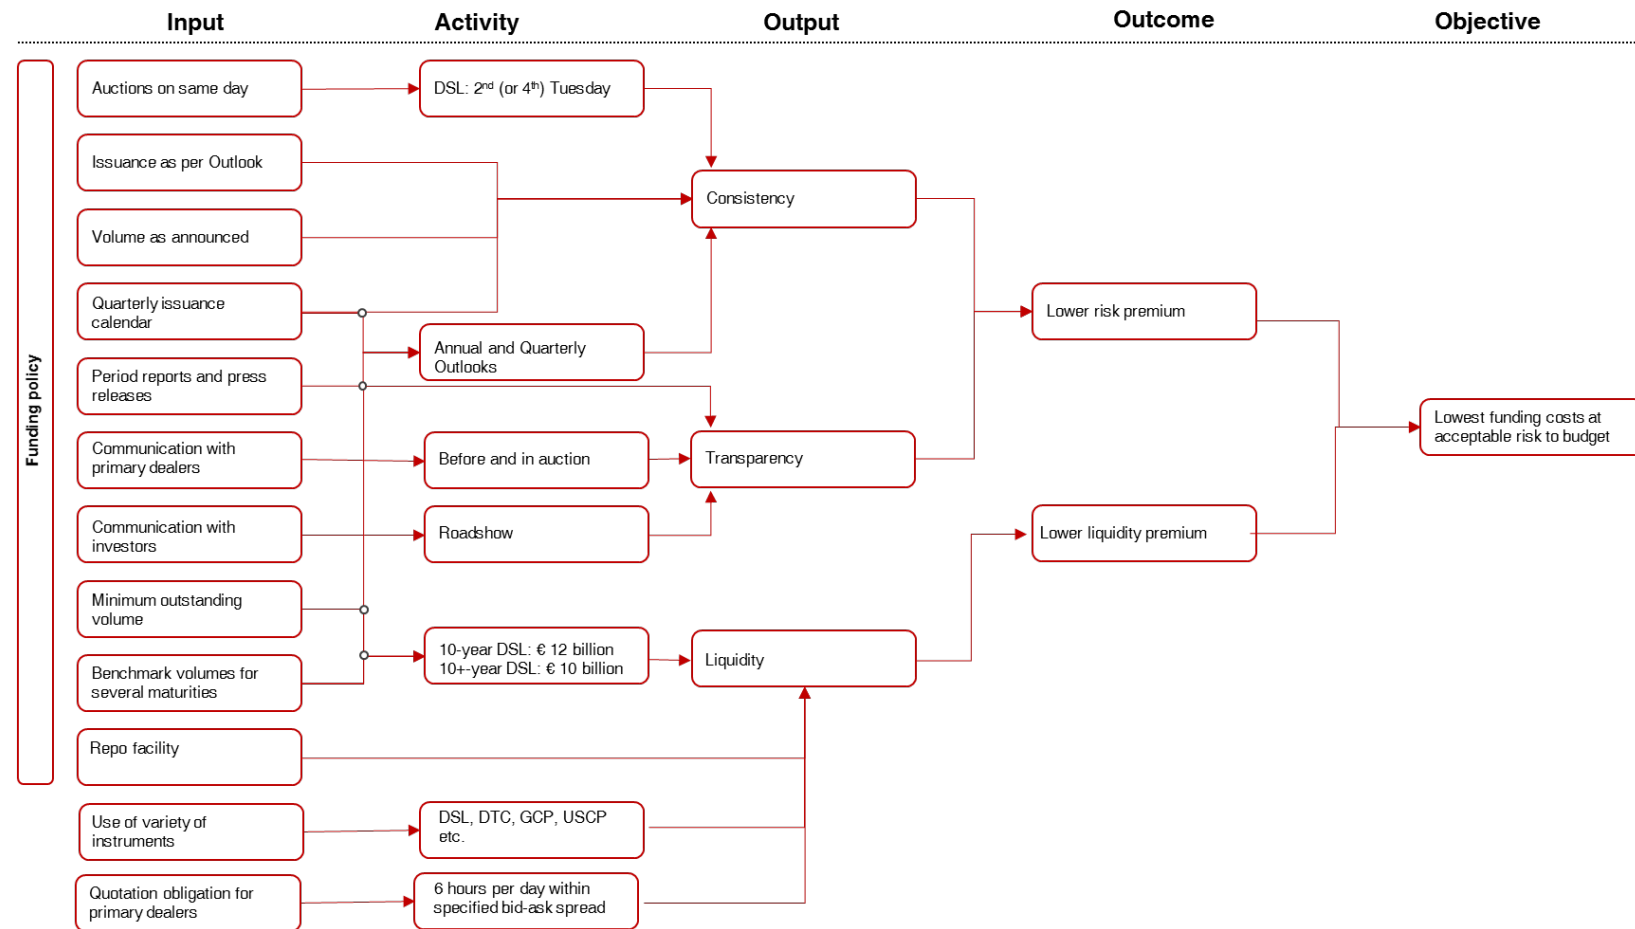 Input
Activity
Output
Outcome
Objective
Funding policy
Auctions on same day
DSL: 2nd (or 4th) Tuesday
Issuance as per Outlook
Consistency
Volume as announced
Quarterly issuance
calendar
Lower risk premium
Annual and Quarterly
Outlooks
Period reports and press
releases
Lowest funding costs at
acceptable risk to budget
Communication with
primary dealers
Before and in auction
Transparency
Communication with
investors
Roadshow
Lower liquidity premium
Minimum outstanding
volume
10-year DSL: € 12 billion
10+-year DSL: € 10 billion
Liquidity
Benchmark volumes for
several maturities
Repo facility
Use of variety of
instruments
DSL, DTC, GCP, USCP
etc.
Quotation obligation for
primary dealers
6 hours per day within
specified bid-ask spread